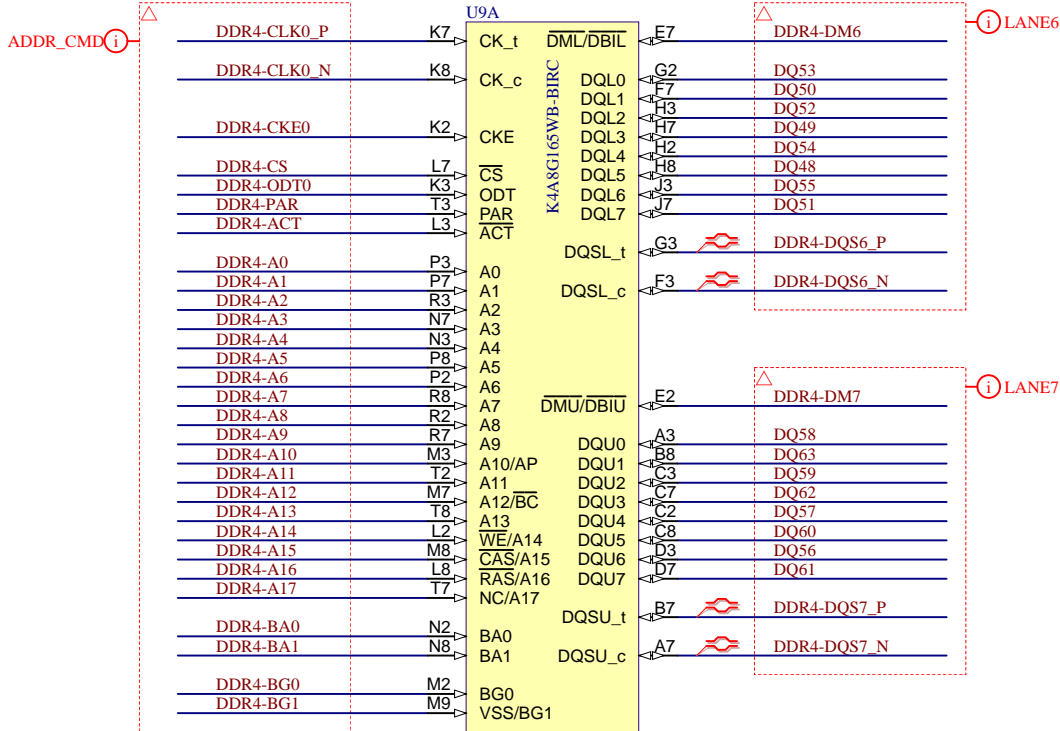 U9A
ADDR_CMD i
i LANE6
K4A8G165WB-BIRC
DDR4-CLK0_P K7 CK_t DML/DBIL E7 DDR4-DM6
DDR4-CLK0_N K8 CK_c DQL0 G2 DQ53
DQL1 F7 DQ50
DQL2 H3 DQ52
DDR4-CKE0 K2 CKE DQL3 H7 DQ49
DQL4 H2 DQ54
DDR4-CS L7 CS DQL5 H8 DQ48
DDR4-ODT0 K3 ODT DQL6 J3 DQ55
DDR4-PAR T3 PAR DQL7 J7 DQ51
DDR4-ACT L3 ACT
DQSL_t G3 DDR4-DQS6_P
DDR4-A0 P3 A0
DDR4-A1 P7 A1 DQSL_c F3 DDR4-DQS6_N
DDR4-A2 R3 A2
DDR4-A3 N7 A3
DDR4-A4 N3 A4
DDR4-A5 P8 A5
DDR4-A6 P2 A6
i LANE7
DDR4-A7 R8 A7 DMU/DBIU E2 DDR4-DM7
DDR4-A8 R2 A8
DDR4-A9 R7 A9 DQU0 A3 DQ58
DDR4-A10 M3 A10/AP DQU1 B8 DQ63
DDR4-A11 T2 A11 DQU2 C3 DQ59
DDR4-A12 M7 A12/BC DQU3 C7 DQ62
DDR4-A13 T8 A13 DQU4 C2 DQ57
DDR4-A14 L2 WE/A14 DQU5 C8 DQ60
DDR4-A15 M8 CAS/A15 DQU6 D3 DQ56
DDR4-A16 L8 RAS/A16 DQU7 D7 DQ61
DDR4-A17 T7 NC/A17
DQSU_t B7 DDR4-DQS7_P
DDR4-BA0 N2 BA0
DDR4-BA1 N8 BA1 DQSU_c A7 DDR4-DQS7_N
DDR4-BG0 M2 BG0
DDR4-BG1 M9 VSS/BG1